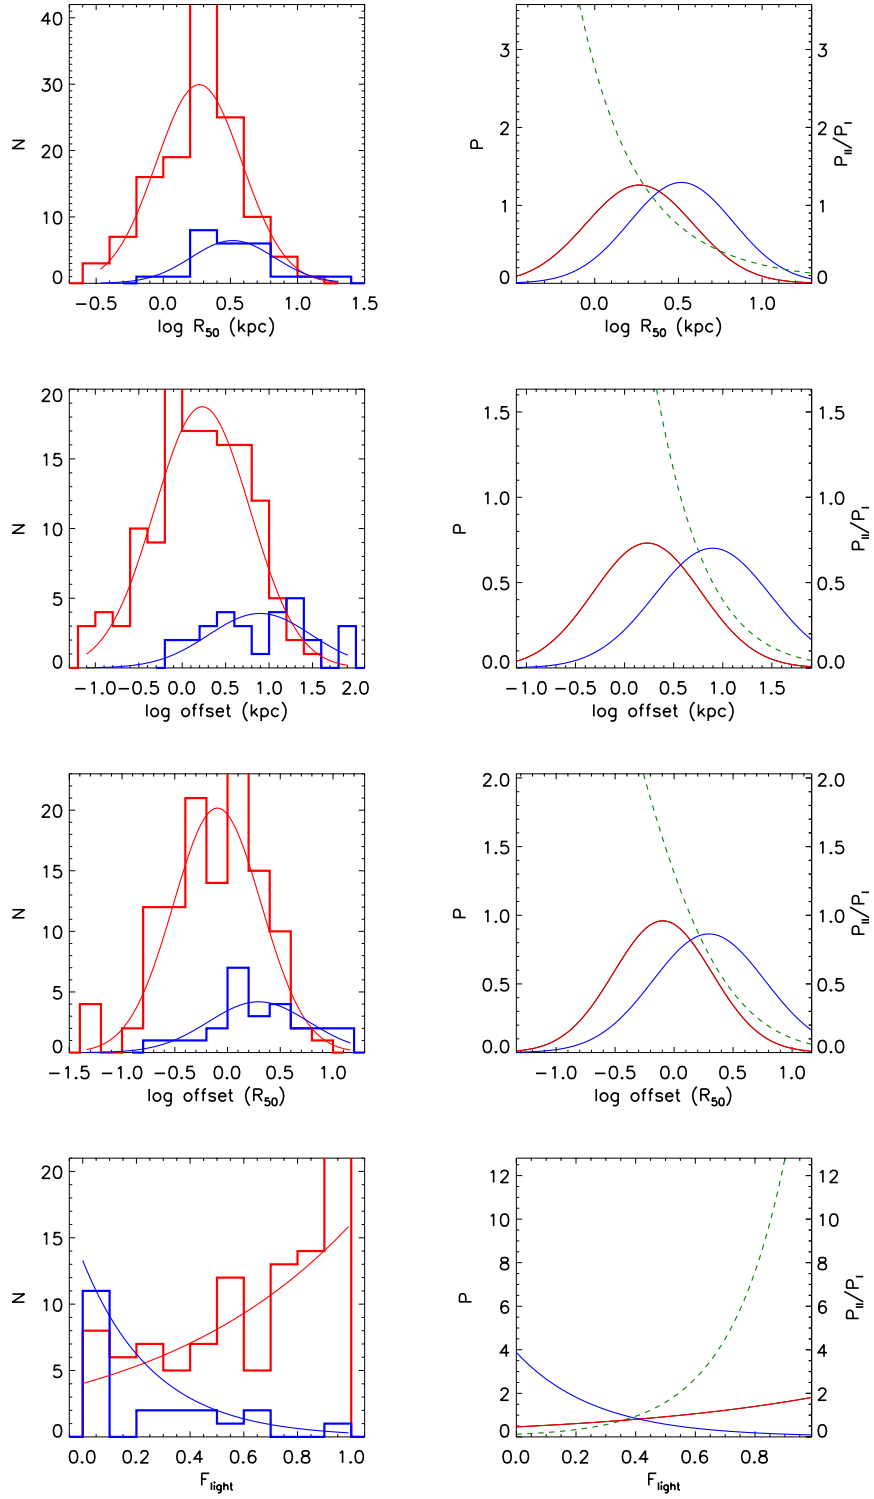 40
30
20
10
0
N
−0.5 0.0 0.5 1.0 1.5
log R50 (kpc)
3
2
1
0
P
3
2
1
0
PII/PI
0.0 0.5 1.0
log R50 (kpc)
20
15
10
5
0
N
−1.0 −0.5 0.0 0.5 1.0 1.5 2.0
log offset (kpc)
1.5
1.0
0.5
0.0
P
1.5
1.0
0.5
0.0
PII/PI
−1.0 −0.5 0.0 0.5 1.0 1.5
log offset (kpc)
20
15
10
5
0
N
−1.5 −1.0 −0.5 0.0 0.5 1.0
log offset (R50)
2.0
1.5
1.0
0.5
0.0
P
2.0
1.5
1.0
0.5
0.0
PII/PI
−1.0 −0.5 0.0 0.5 1.0
log offset (R50)
20
15
10
5
0
N
0.0 0.2 0.4 0.6 0.8 1.0
Flight
12
10
8
6
4
2
0
P
12
10
8
6
4
2
0
PII/PI
0.0 0.2 0.4 0.6 0.8
Flight